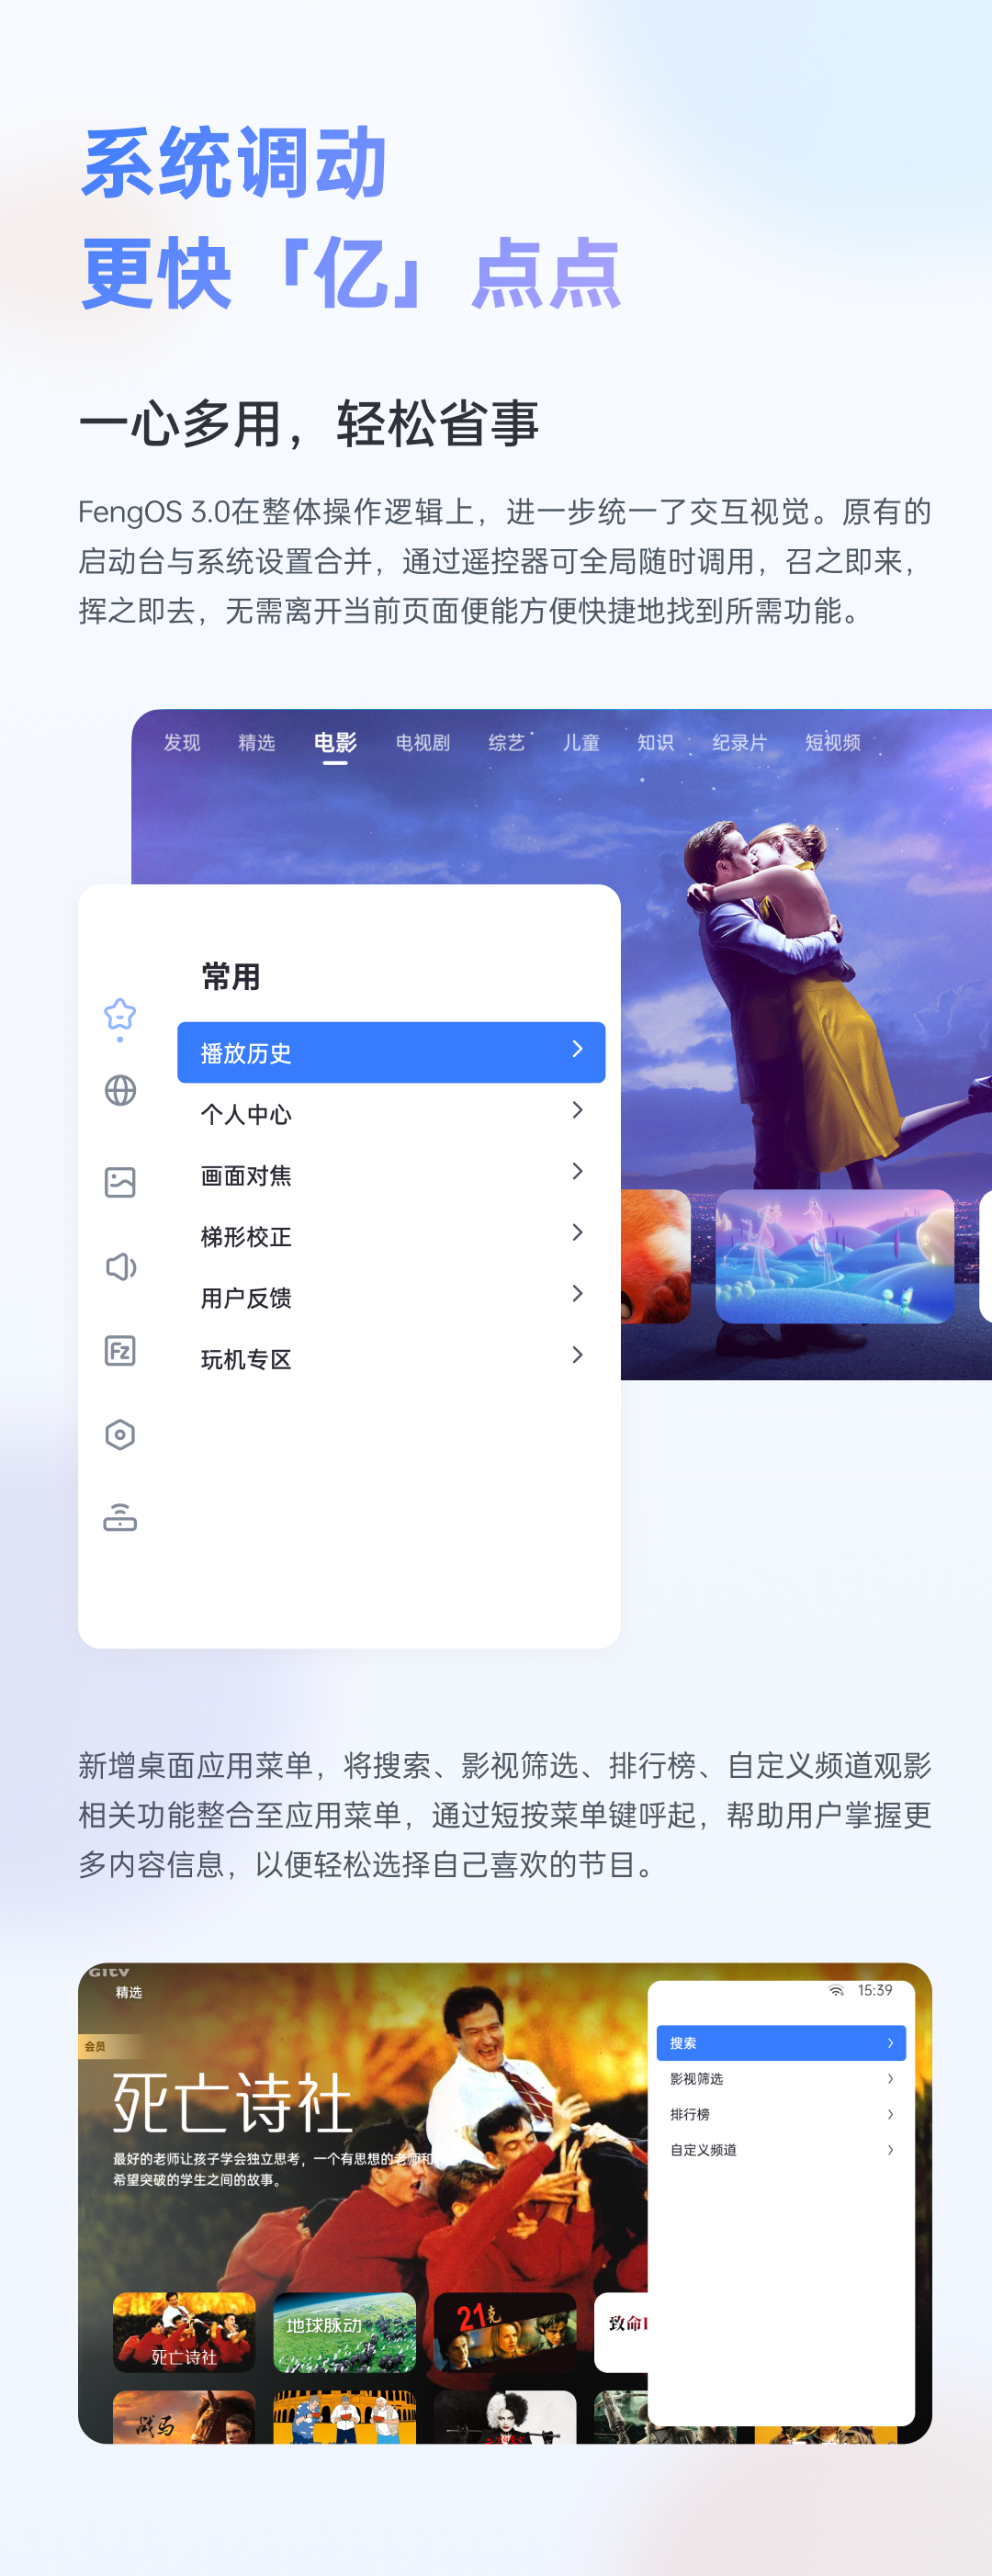 系统调动
更快「亿」点点
一心多用，轻松省事
FengOS 3.0在整体操作逻辑上，进一步统一了交互视觉。原有的
启动台与系统设置合并，通过遥控器可全局随时调用，召之即来，
挥之即去，无需离开当前页面便能方便快捷地找到所需功能。
发现 精选 电影 电视剧 综艺 儿童 知识 纪录片 短视频
常用
播放历史
个人中心
画面对焦
梯形校正
用户反馈
玩机专区
Fz
新增桌面应用菜单，将搜索、影视筛选、排行榜、自定义频道观影
相关功能整合至应用菜单，通过短按菜单键呼起，帮助用户掌握更
多内容信息，以便轻松选择自己喜欢的节目。
GITV
精选
会员
死亡诗社
最好的老师让孩子学会独立思考，一个有思想的老师和
希望突破的学生之间的故事。
15:39
搜索
影视筛选
排行榜
自定义频道
死亡诗社
地球脉动
21克
致命
战马